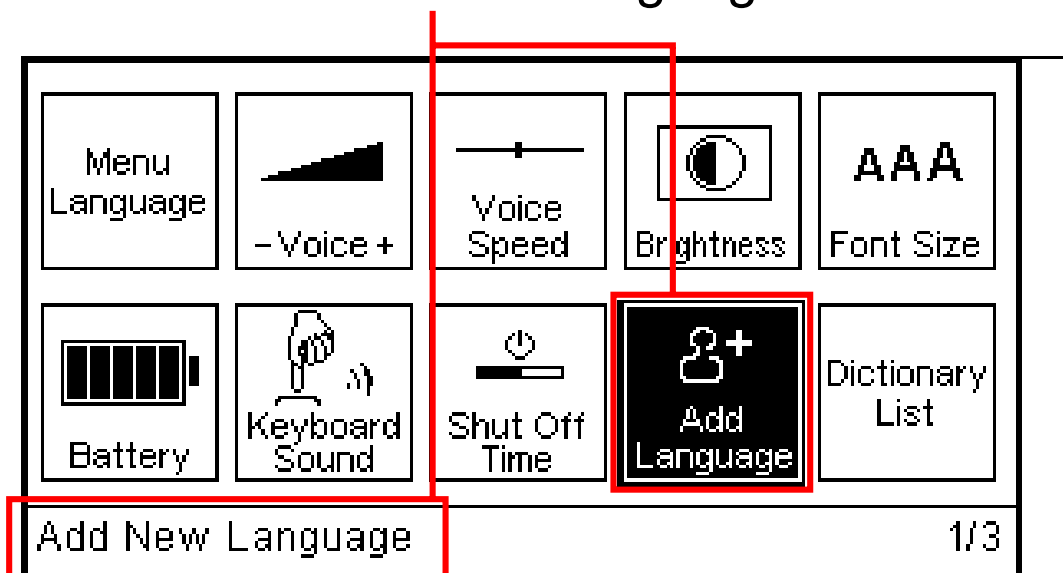 Menu
Language
- Voice +
Voice
Speed
Brightness
AAA
Font Size
Battery
Keyboard
Sound
Shut Off
Time
Add
Language
Dictionary
List
Add New Language
1/3